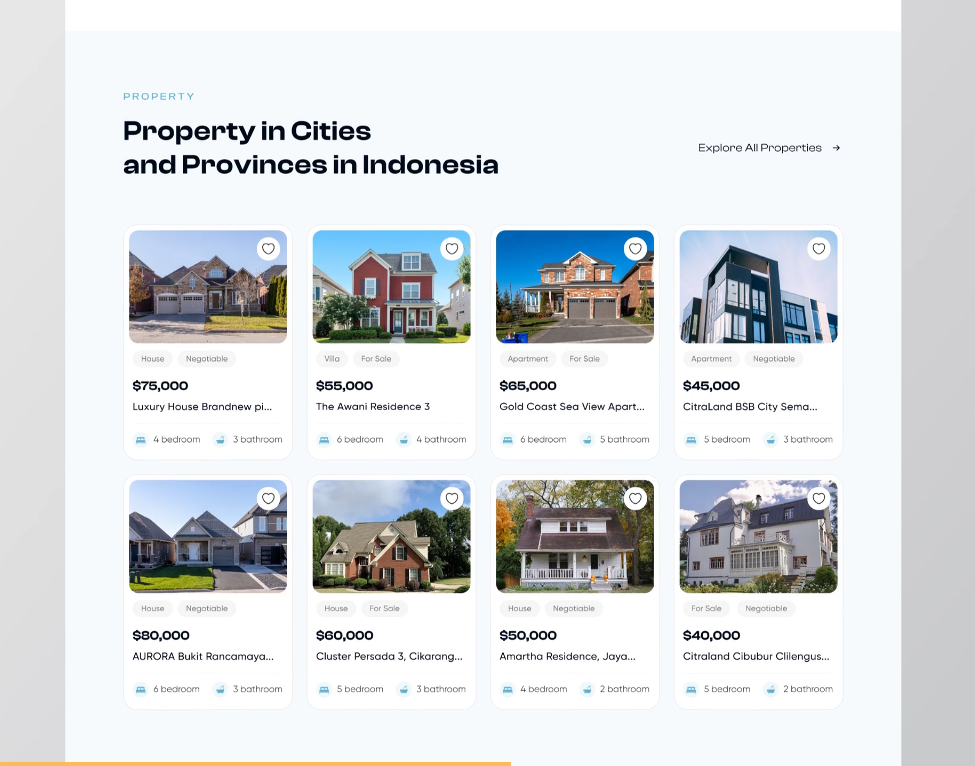 PROPERTY
Property in Cities
and Provinces in Indonesia
Explore All Properties →
House Negotiable
$75,000
Luxury House Brandnew pi...
4 bedroom 3 bathroom
Villa For Sale
$55,000
The Awani Residence 3
6 bedroom 4 bathroom
Apartment For Sale
$65,000
Gold Coast Sea View Apart...
6 bedroom 5 bathroom
Apartment Negotiable
$45,000
CitraLand BSB City Sema...
5 bedroom 3 bathroom
House Negotiable
$80,000
AURORA Bukit Rancamaya...
6 bedroom 3 bathroom
House For Sale
$60,000
Cluster Persada 3, Cikarang...
5 bedroom 3 bathroom
House Negotiable
$50,000
Amartha Residence, Jaya...
4 bedroom 2 bathroom
For Sale Negotiable
$40,000
Citraland Cibubur Clilengus...
5 bedroom 2 bathroom